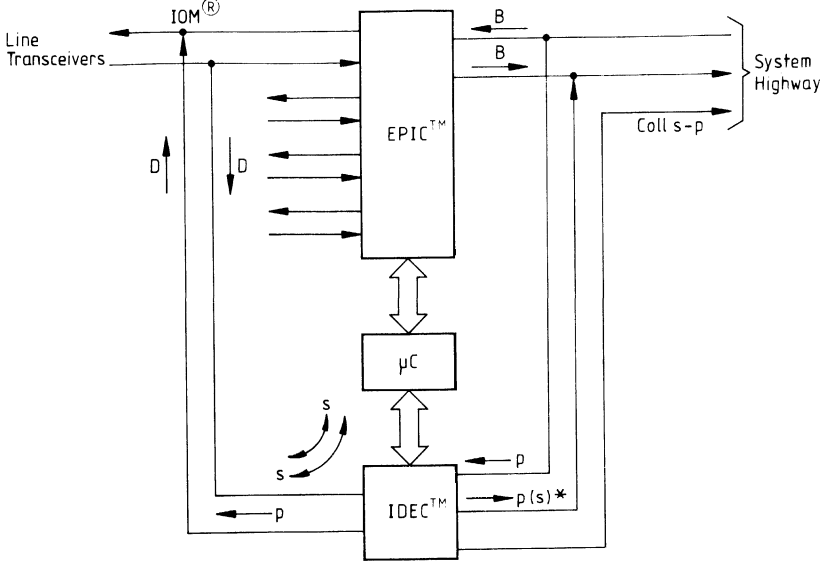 IOM®
Line
Transceivers
B
B
System
Highway
Coll s-p
EPIC™
D
D
µC
s
s
p
p(s)*
p
IDEC™